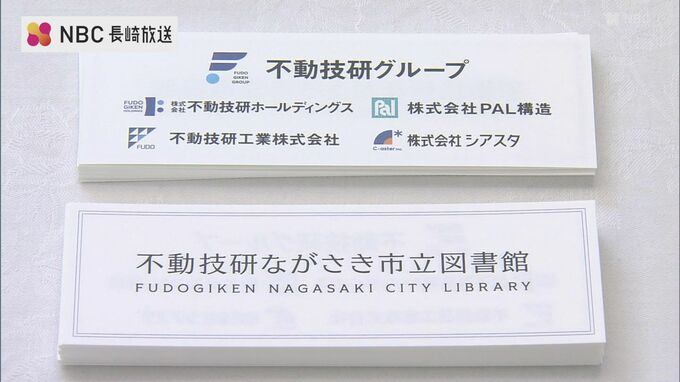 NBC 長崎放送
FUDO
GIKEN
GROUP
不動技研グループ
FUDO
GIKEN
HOLDINGS
株式会社 不動技研ホールディングス
Pal 株式会社PAL構造
FUDO 不動技研工業株式会社
C-aster inc. 株式会社シアスタ
不動技研ながさき市立図書館
FUDOGIKEN NAGASAKI CITY LIBRARY